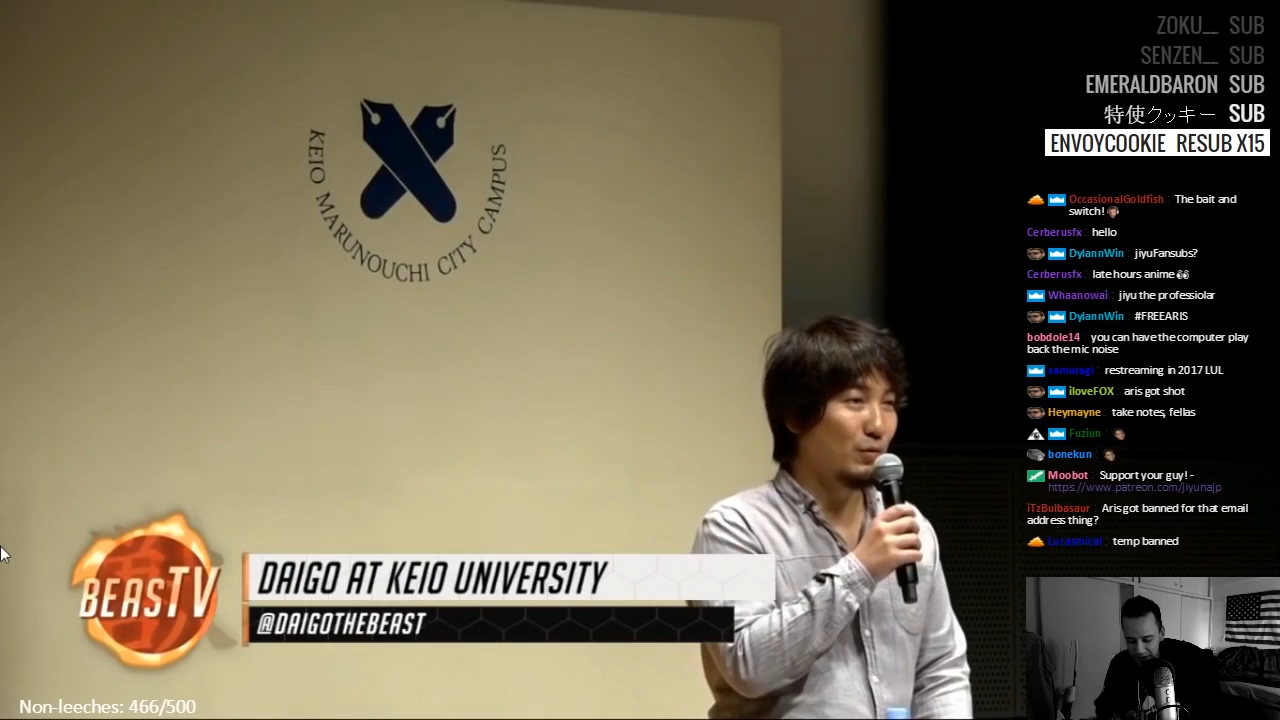 KEIO MARUNOUCHI CITY CAMPUS
BEASTV
DAIGO AT KEIO UNIVERSITY
@DAIGOTHEBEAST
Non-leeches: 466/500
ZOKU__ SUB
SENZEN__ SUB
EMERALDBARON SUB
特使クッキー SUB
ENVOYCOOKIE RESUB X15
OccasionalGoldfish : The bait and
switch!
Cerberusfx : hello
DylannWin : jiyuFansubs?
Cerberusfx : late hours anime 👀
Whaanowai : jiyu the professiolar
DylannWin : #FREEARIS
bobdole14 : you can have the computer play
back the mic noise
samuragi : restreaming in 2017 LUL
iloveFOX : aris got shot
Heymayne : take notes, fellas
Fuziun :
bonekun :
Moobot : Support your guy! -
https://www.patreon.com/jiyunajp
iTzBulbasaur : Aris got banned for that email
address thing?
temp banned